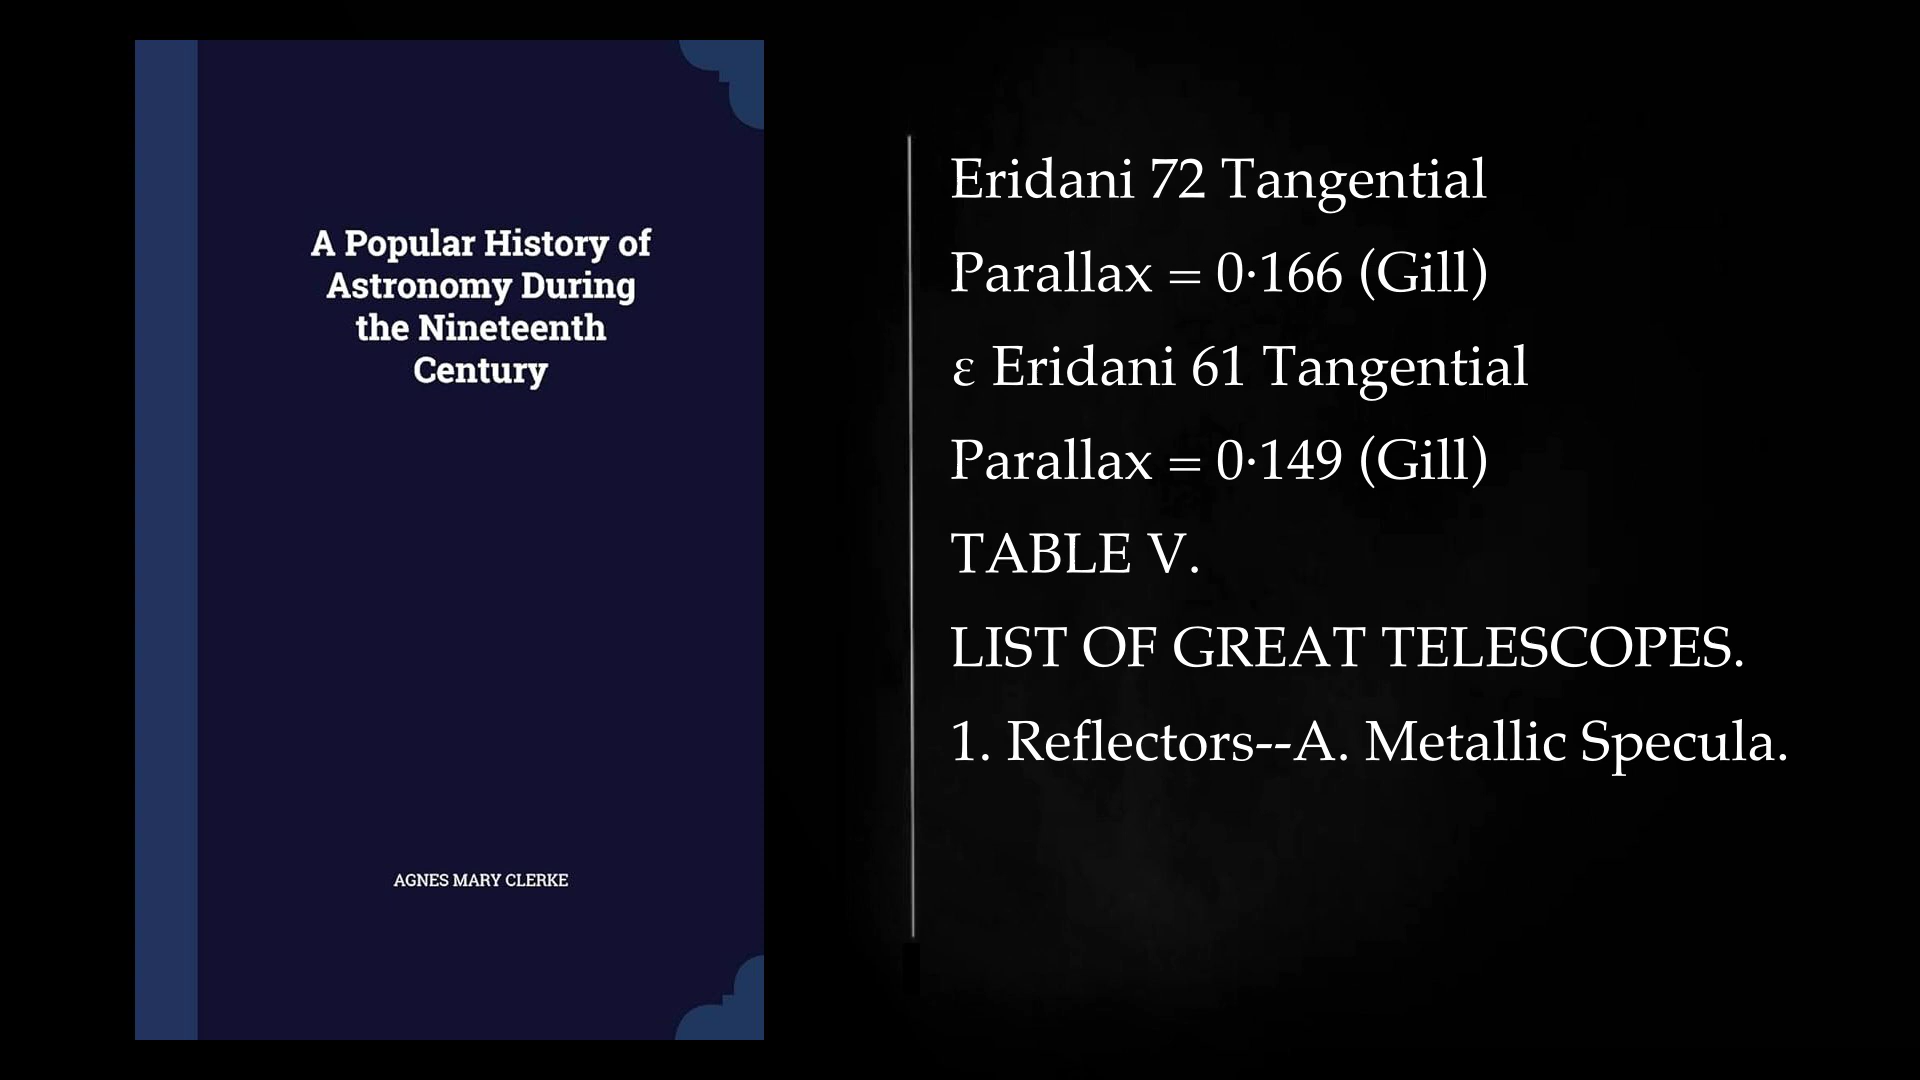 A Popular History of
Astronomy During
the Nineteenth
Century
AGNES MARY CLERKE
Eridani 72 Tangential
Parallax = 0·166 (Gill)
ε Eridani 61 Tangential
Parallax = 0·149 (Gill)
TABLE V.
LIST OF GREAT TELESCOPES.
1. Reflectors--A. Metallic Specula.